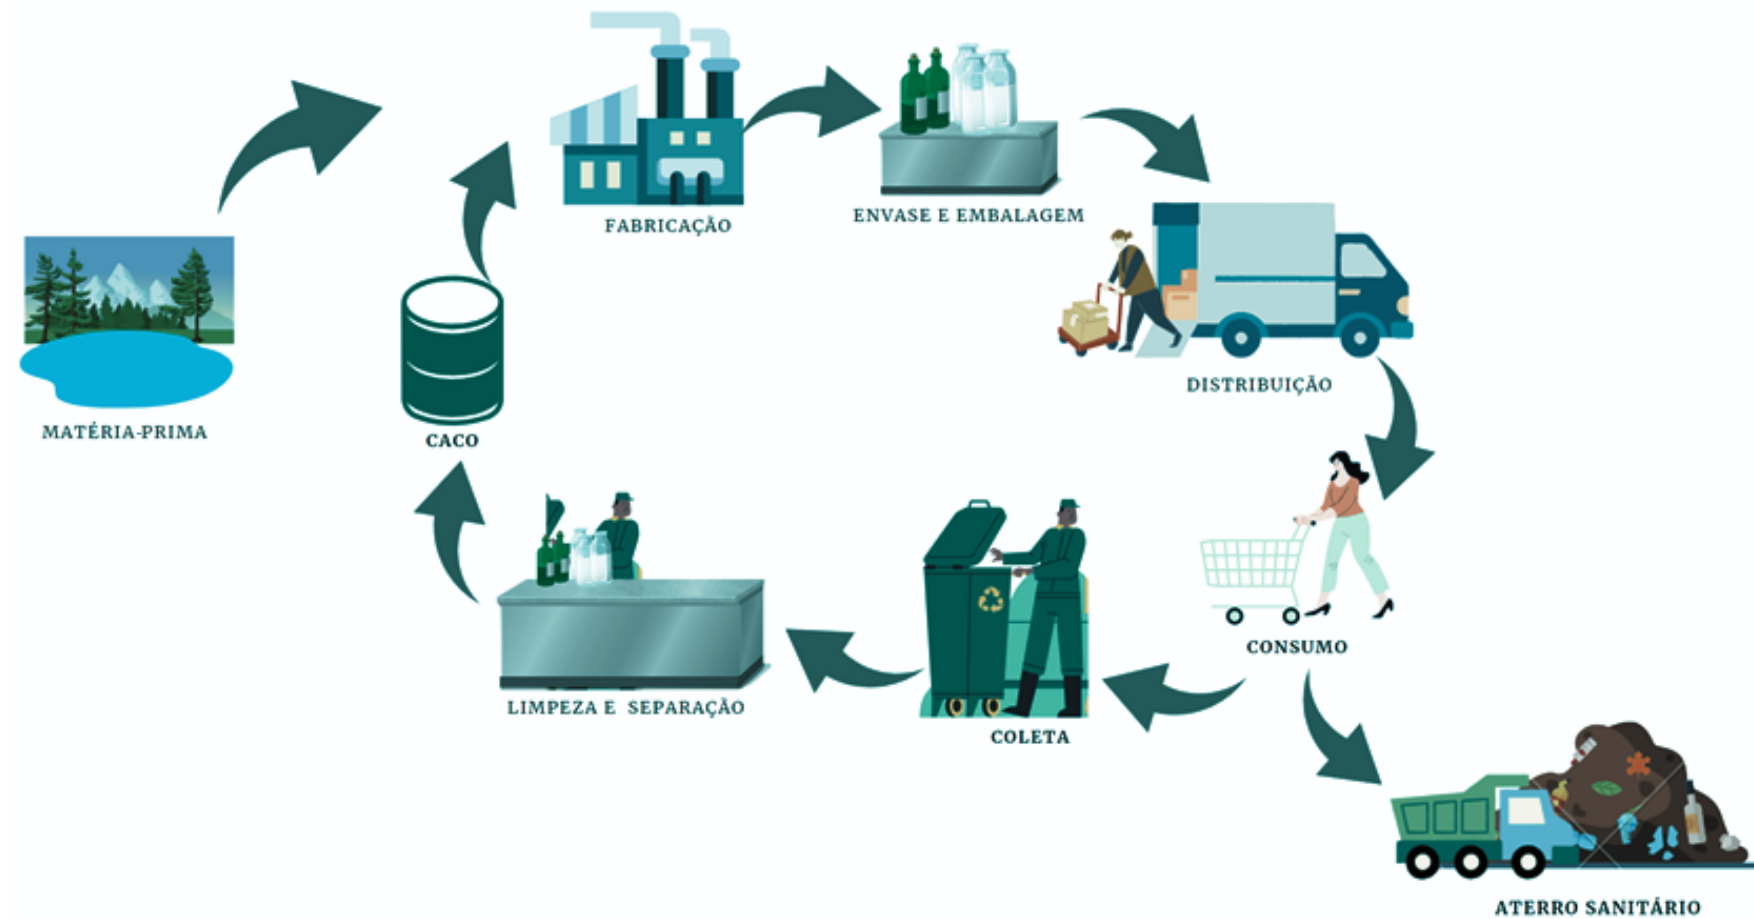 MATÉRIA-PRIMA
FABRICAÇÃO
ENVASE E EMBALAGEM
DISTRIBUIÇÃO
CONSUMO
ATERRO SANITÁRIO
COLETA
LIMPEZA E SEPARAÇÃO
CACO